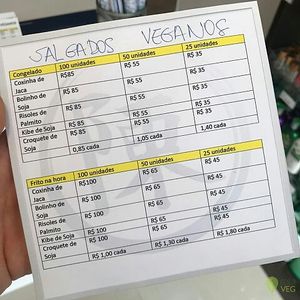 SALGADOS VEGANOS
Congelado 100 unidades 50 unidades 25 unidades
Coxinha de Jaca R$85 R$ 55 R$ 35
Bolinho de Soja R$ 85 R$ 55 R$ 35
Risoles de Palmito R$ 85 R$ 55 R$ 35
Kibe de Soja R$ 85 R$ 55 R$ 35
Croquete de Soja R$ 85 R$ 55 R$ 35
0,85 cada 1,05 cada 1,40 cada
Frito na hora 100 unidades 50 unidades 25 unidades
Coxinha de Jaca R$100 R$ 65 R$ 45
Bolinho de Soja R$100 R$ 65 R$ 45
Risoles de Palmito R$ 100 R$ 65 R$ 45
Kibe de Soja R$ 100 R$ 65 R$ 45
Croquete de Soja R$ 100 R$ 65 R$ 45
R$ 1,00 cada R$ 1,30 cada R$ 1,80 cada
VEG